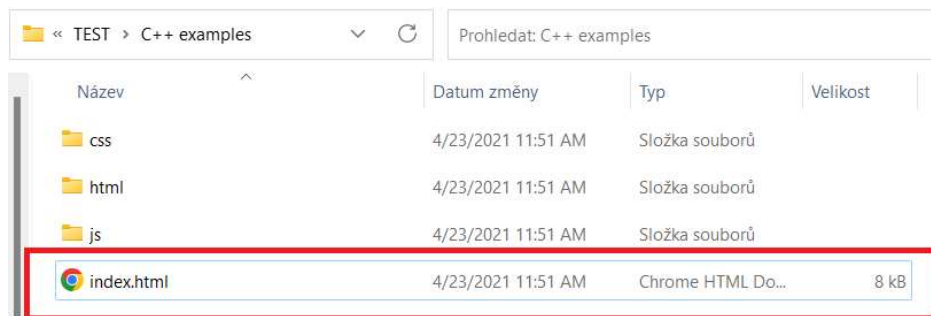 « TEST > C++ examples Prohledat: C++ examples
Název Datum změny Typ Velikost
css 4/23/2021 11:51 AM Složka souborů
html 4/23/2021 11:51 AM Složka souborů
js 4/23/2021 11:51 AM Složka souborů
index.html 4/23/2021 11:51 AM Chrome HTML Do... 8 kB